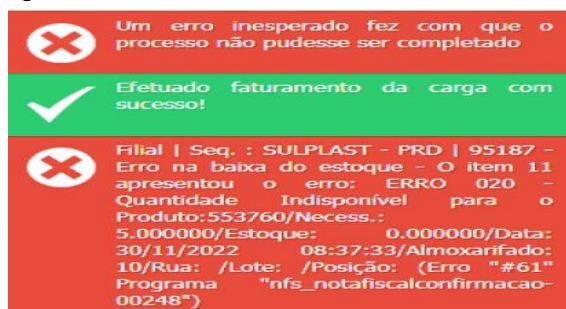 Um erro inesperado fez com que o
processo não pudesse ser completado
Efetuado faturamento da carga com
sucesso!
Filial | Seq. : SULPLAST - PRD | 95187 -
Erro na baixa do estoque - O item 11
apresentou o erro: ERRO 020 -
Quantidade Indisponível para o
Produto:553760/Necess.:
5.000000/Estoque: 0.000000/Data:
30/11/2022 08:37:33/Almoxarifado:
10/Rua: /Lote: /Posição: (Erro "#61"
Programa "nfs_notafiscalconfirmacao-
00248")